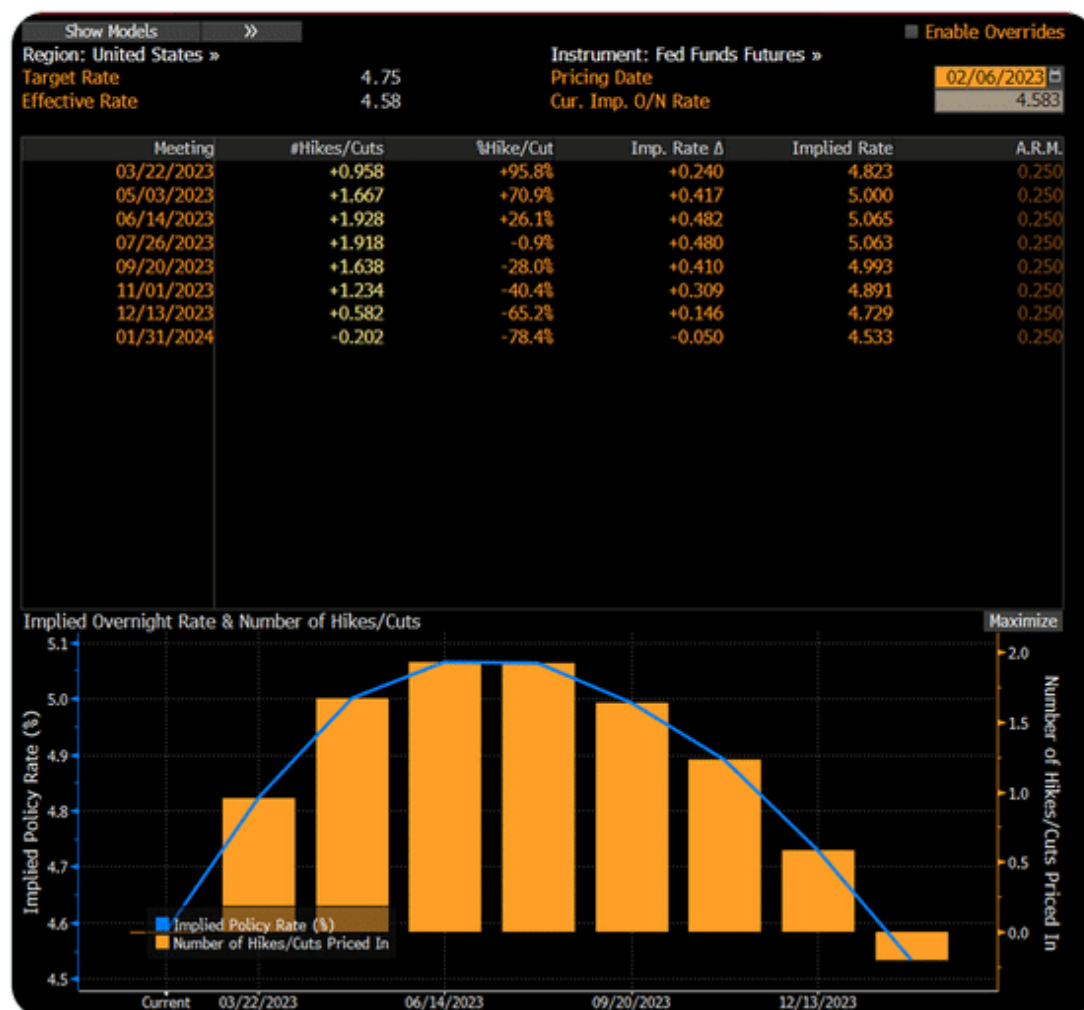 Show Models »
Enable Overrides
Region: United States » Instrument: Fed Funds Futures »
Target Rate 4.75 Pricing Date 02/06/2023
Effective Rate 4.58 Cur. Imp. O/N Rate 4.583
Meeting #Hikes/Cuts %Hike/Cut Imp. Rate Δ Implied Rate A.R.M.
03/22/2023 +0.958 +95.8% +0.240 4.823 0.250
05/03/2023 +1.667 +70.9% +0.417 5.000 0.250
06/14/2023 +1.928 +26.1% +0.482 5.065 0.250
07/26/2023 +1.918 -0.9% +0.480 5.063 0.250
09/20/2023 +1.638 -28.0% +0.410 4.993 0.250
11/01/2023 +1.234 -40.4% +0.309 4.891 0.250
12/13/2023 +0.582 -65.2% +0.146 4.729 0.250
01/31/2024 -0.202 -78.4% -0.050 4.533 0.250
Implied Overnight Rate & Number of Hikes/Cuts Maximize
Implied Policy Rate (%)
5.1
5.0
4.9
4.8
4.7
4.6
4.5
Implied Policy Rate (%)
Number of Hikes/Cuts Priced In
2.0
1.5
1.0
0.5
0.0
Number of Hikes/Cuts Priced In
Current 03/22/2023 06/14/2023 09/20/2023 12/13/2023